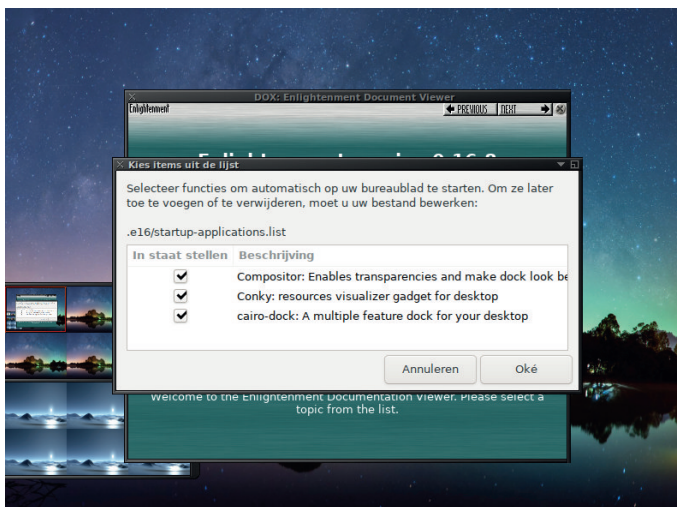 DOX: Enlightenment Document Viewer
Enlightenment PREVIOUS NEXT
Kies items uit de lijst
Selecteer functies om automatisch op uw bureaublad te starten. Om ze later
toe te voegen of te verwijderen, moet u uw bestand bewerken:
.e16/startup-applications.list
In staat stellen Beschrijving
Compositor: Enables transparencies and make dock look be
Conky: resources visualizer gadget for desktop
cairo-dock: A multiple feature dock for your desktop
Annuleren Oké
Welcome to the Enlightenment Documentation Viewer. Please select a
topic from the list.